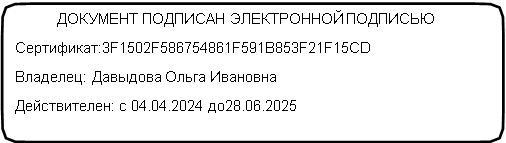 ДОКУМЕНТ ПОДПИСАН ЭЛЕКТРОННОЙ ПОДПИСЬЮ
Сертификат:3F1502F586754861F591B853F21F15CD
Владелец: Давыдова Ольга Ивановна
Действителен: с 04.04.2024 до28.06.2025